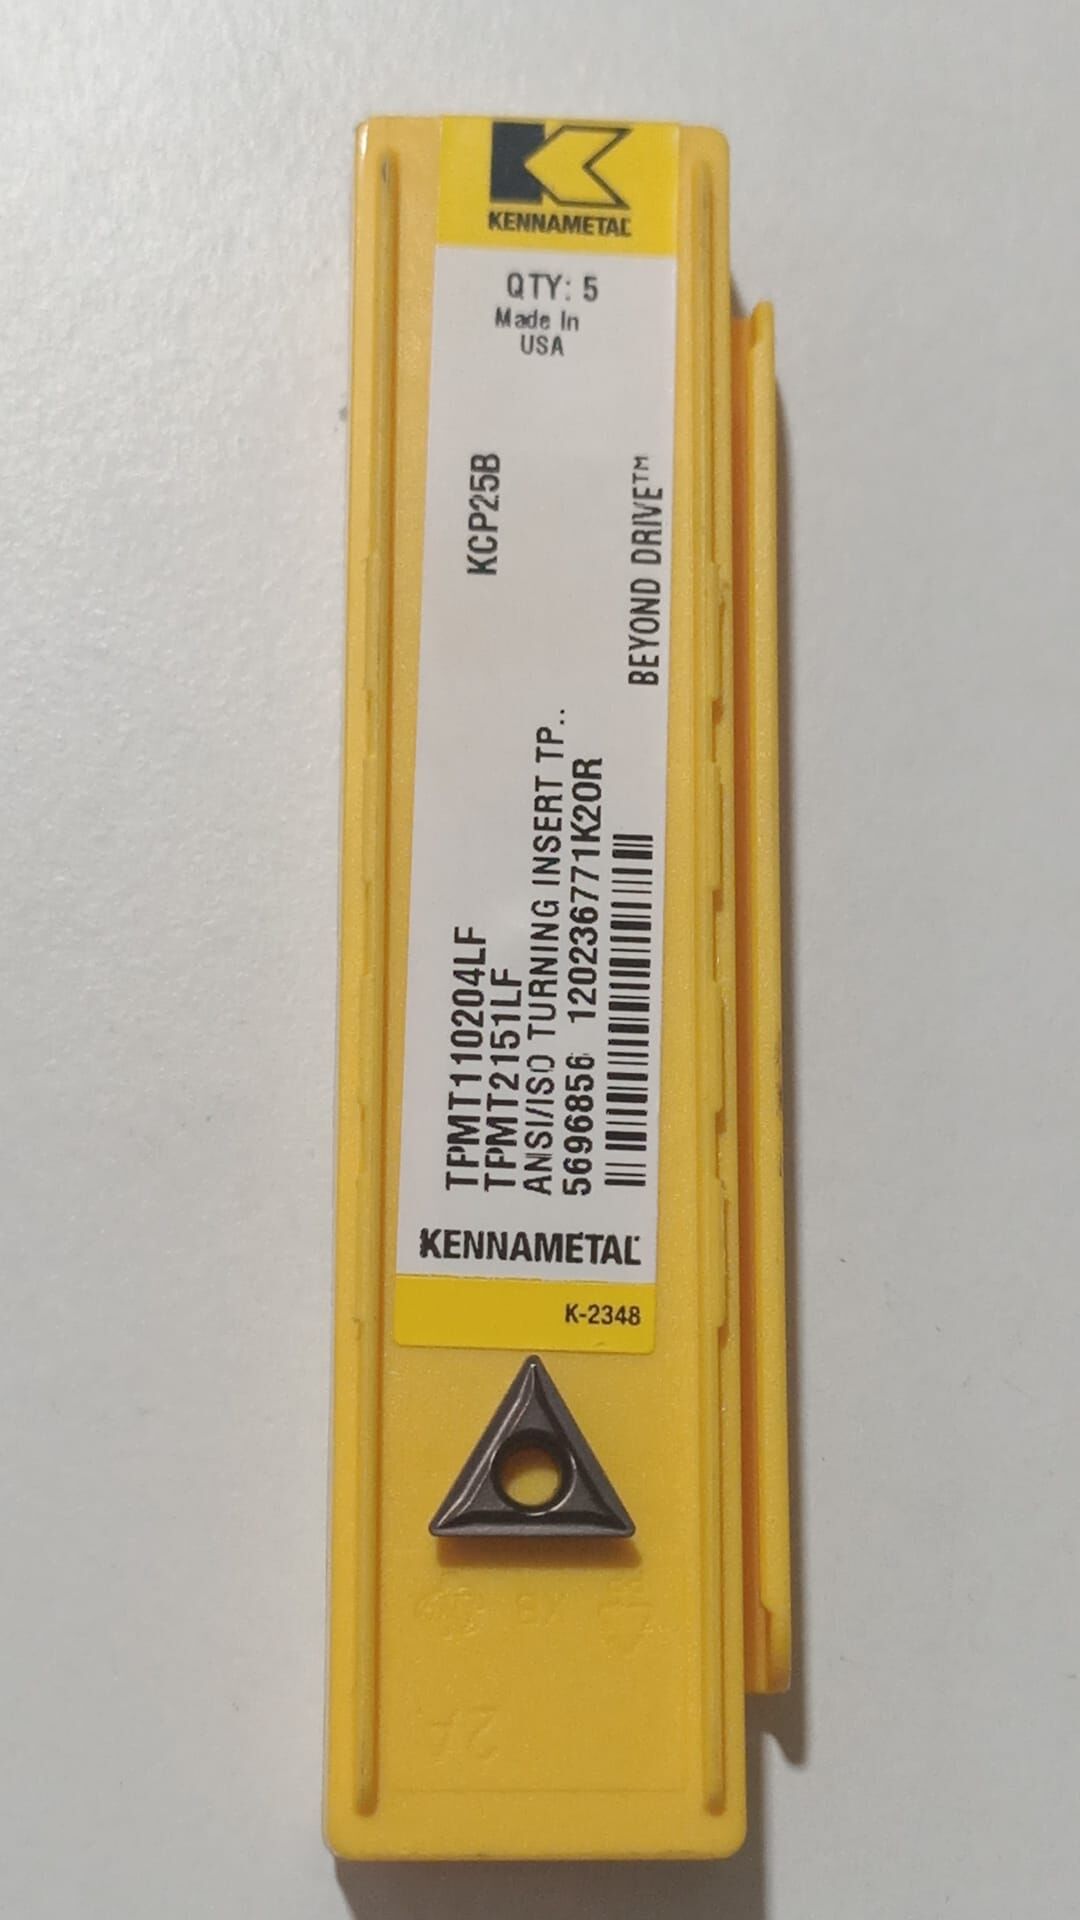 KENNAMETAL
QTY: 5
Made In
USA
KCP25B
BEYOND DRIVE™
TPMT110204LF
TPMT2151LF
ANSI/ISO TURNING INSERT TP..
5696856 120236771K20R
KENNAMETAL
K-2348
2A